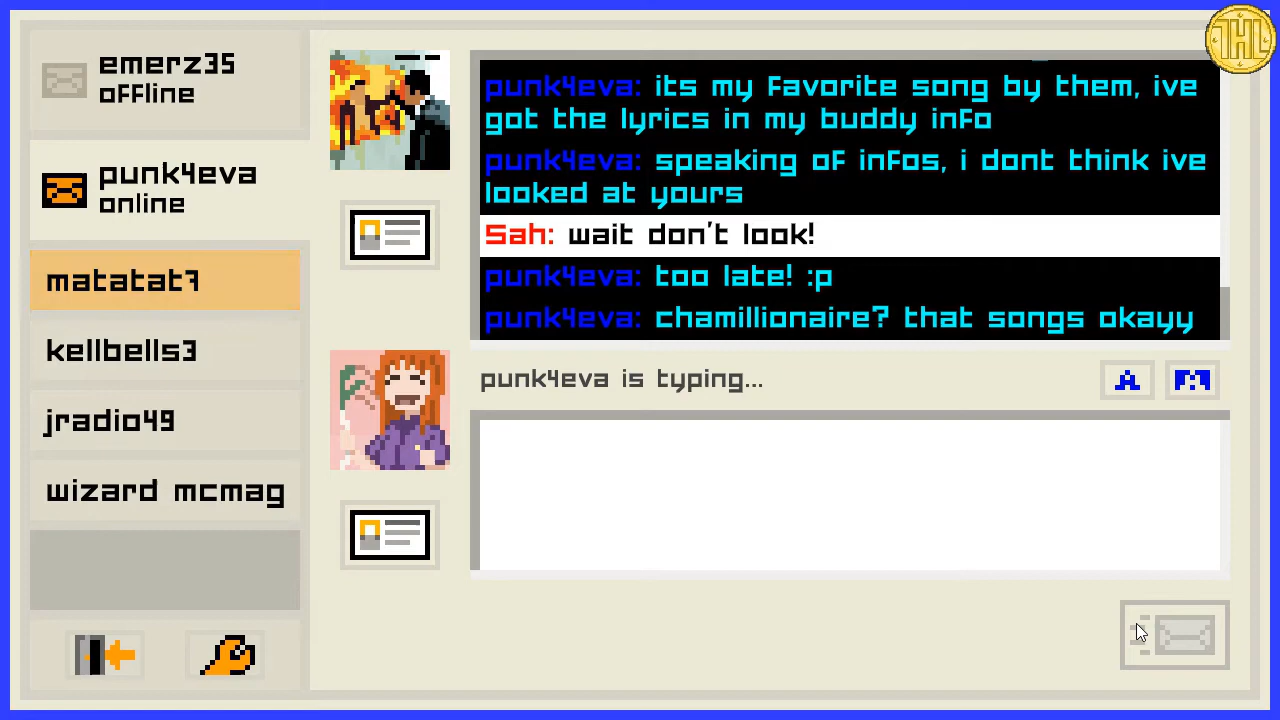 emerz35
offline
punk4eva
online
matatat7
kellbells3
jradio49
wizard mcmag
punk4eva: its my favorite song by them, ive
got the lyrics in my buddy info
punk4eva: speaking of infos, i dont think ive
looked at yours
Sah: wait don't look!
punk4eva: too late! :p
punk4eva: chamillionaire? that songs okayy
punk4eva is typing...
A
THL